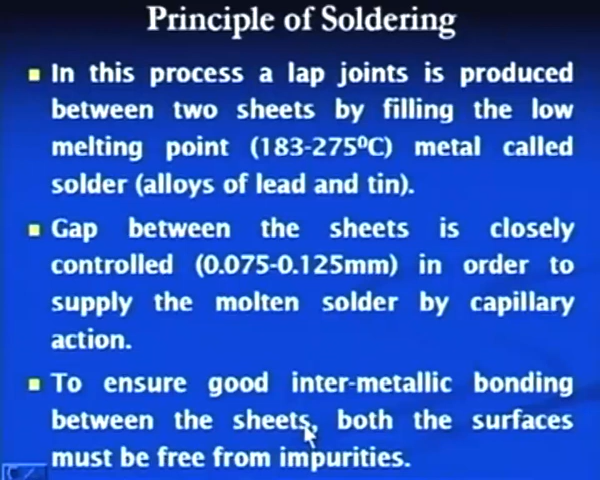 Principle of Soldering
In this process a lap joints is produced
between two sheets by filling the low
melting point (183-275⁰C) metal called
solder (alloys of lead and tin).
Gap between the sheets is closely
controlled (0.075-0.125mm) in order to
supply the molten solder by capillary
action.
To ensure good inter-metallic bonding
between the sheets, both the surfaces
must be free from impurities.